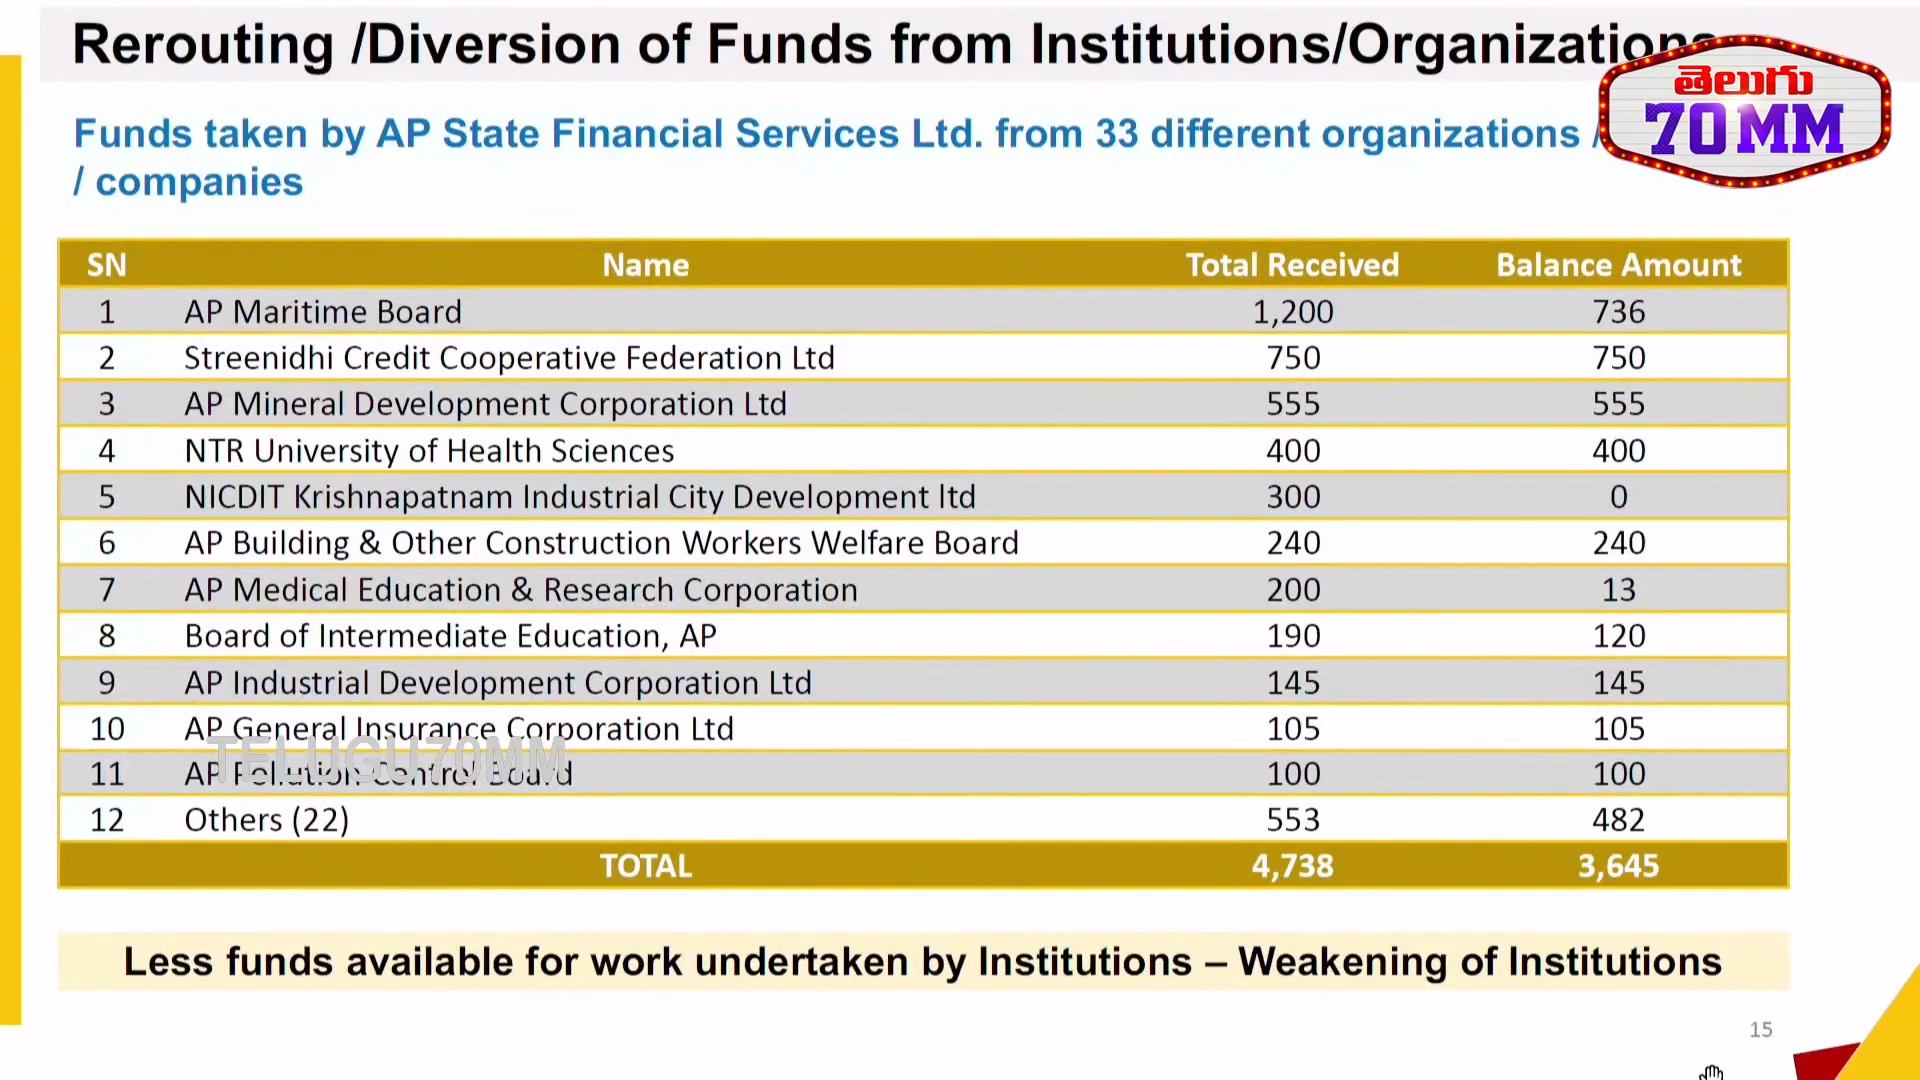 Rerouting /Diversion of Funds from Institutions/Organizations
తెలుగు
70MM
Funds taken by AP State Financial Services Ltd. from 33 different organizations /
/ companies
SN Name Total Received Balance Amount
1 AP Maritime Board 1,200 736
2 Streenidhi Credit Cooperative Federation Ltd 750 750
3 AP Mineral Development Corporation Ltd 555 555
4 NTR University of Health Sciences 400 400
5 NICDIT Krishnapatnam Industrial City Development ltd 300 0
6 AP Building & Other Construction Workers Welfare Board 240 240
7 AP Medical Education & Research Corporation 200 13
8 Board of Intermediate Education, AP 190 120
9 AP Industrial Development Corporation Ltd 145 145
10 AP General Insurance Corporation Ltd 105 105
TELUGU70MM
11 AP Pollution Control Board 100 100
12 Others (22) 553 482
TOTAL 4,738 3,645
Less funds available for work undertaken by Institutions – Weakening of Institutions
15